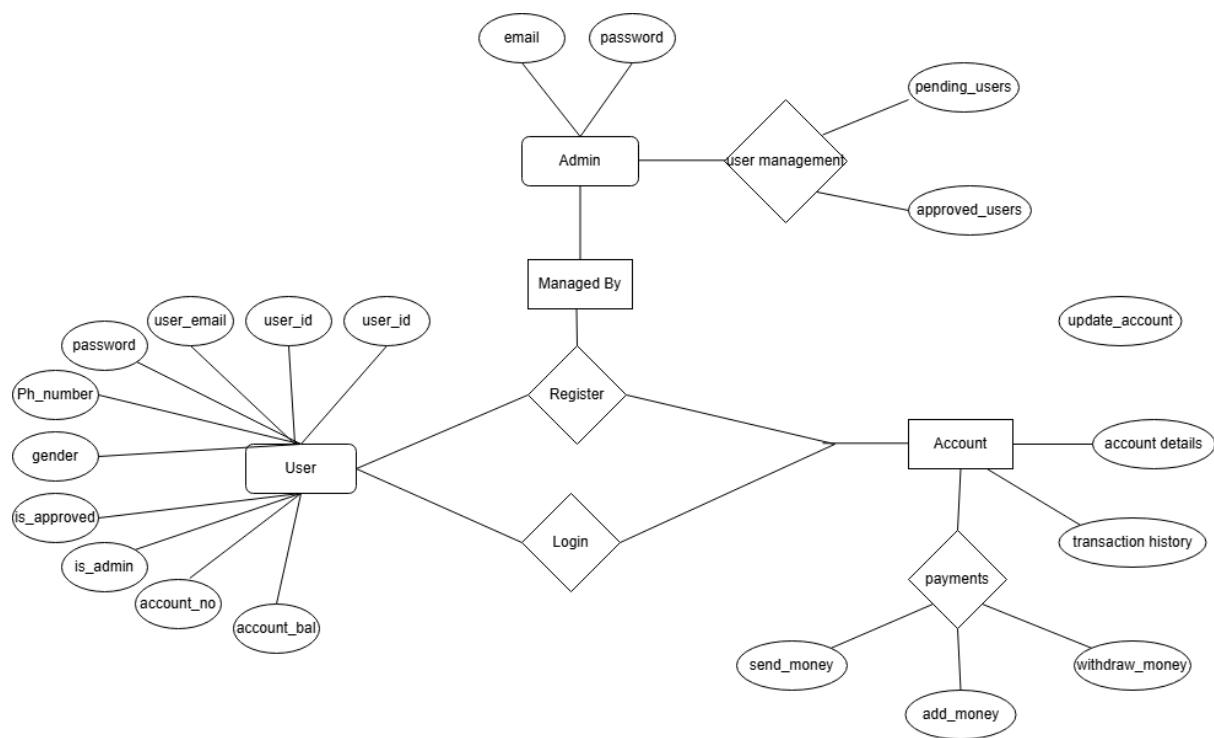 email
password
pending_users
Admin
user management
approved_users
Managed By
user_email
user_id
user_id
update_account
password
Ph_number
Register
gender
User
Account
account details
is_approved
Login
transaction history
is_admin
payments
account_no
account_bal
send_money
withdraw_money
add_money